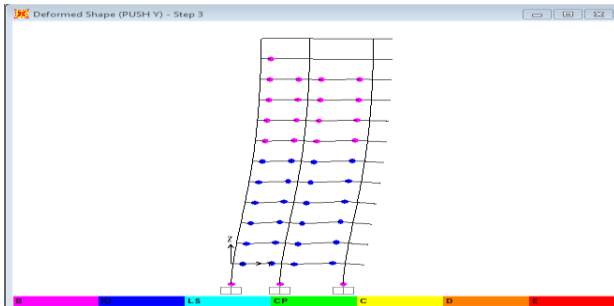 Deformed Shape (PUSH Y) - Step 3
Z
Y
B IO LS CP C D E